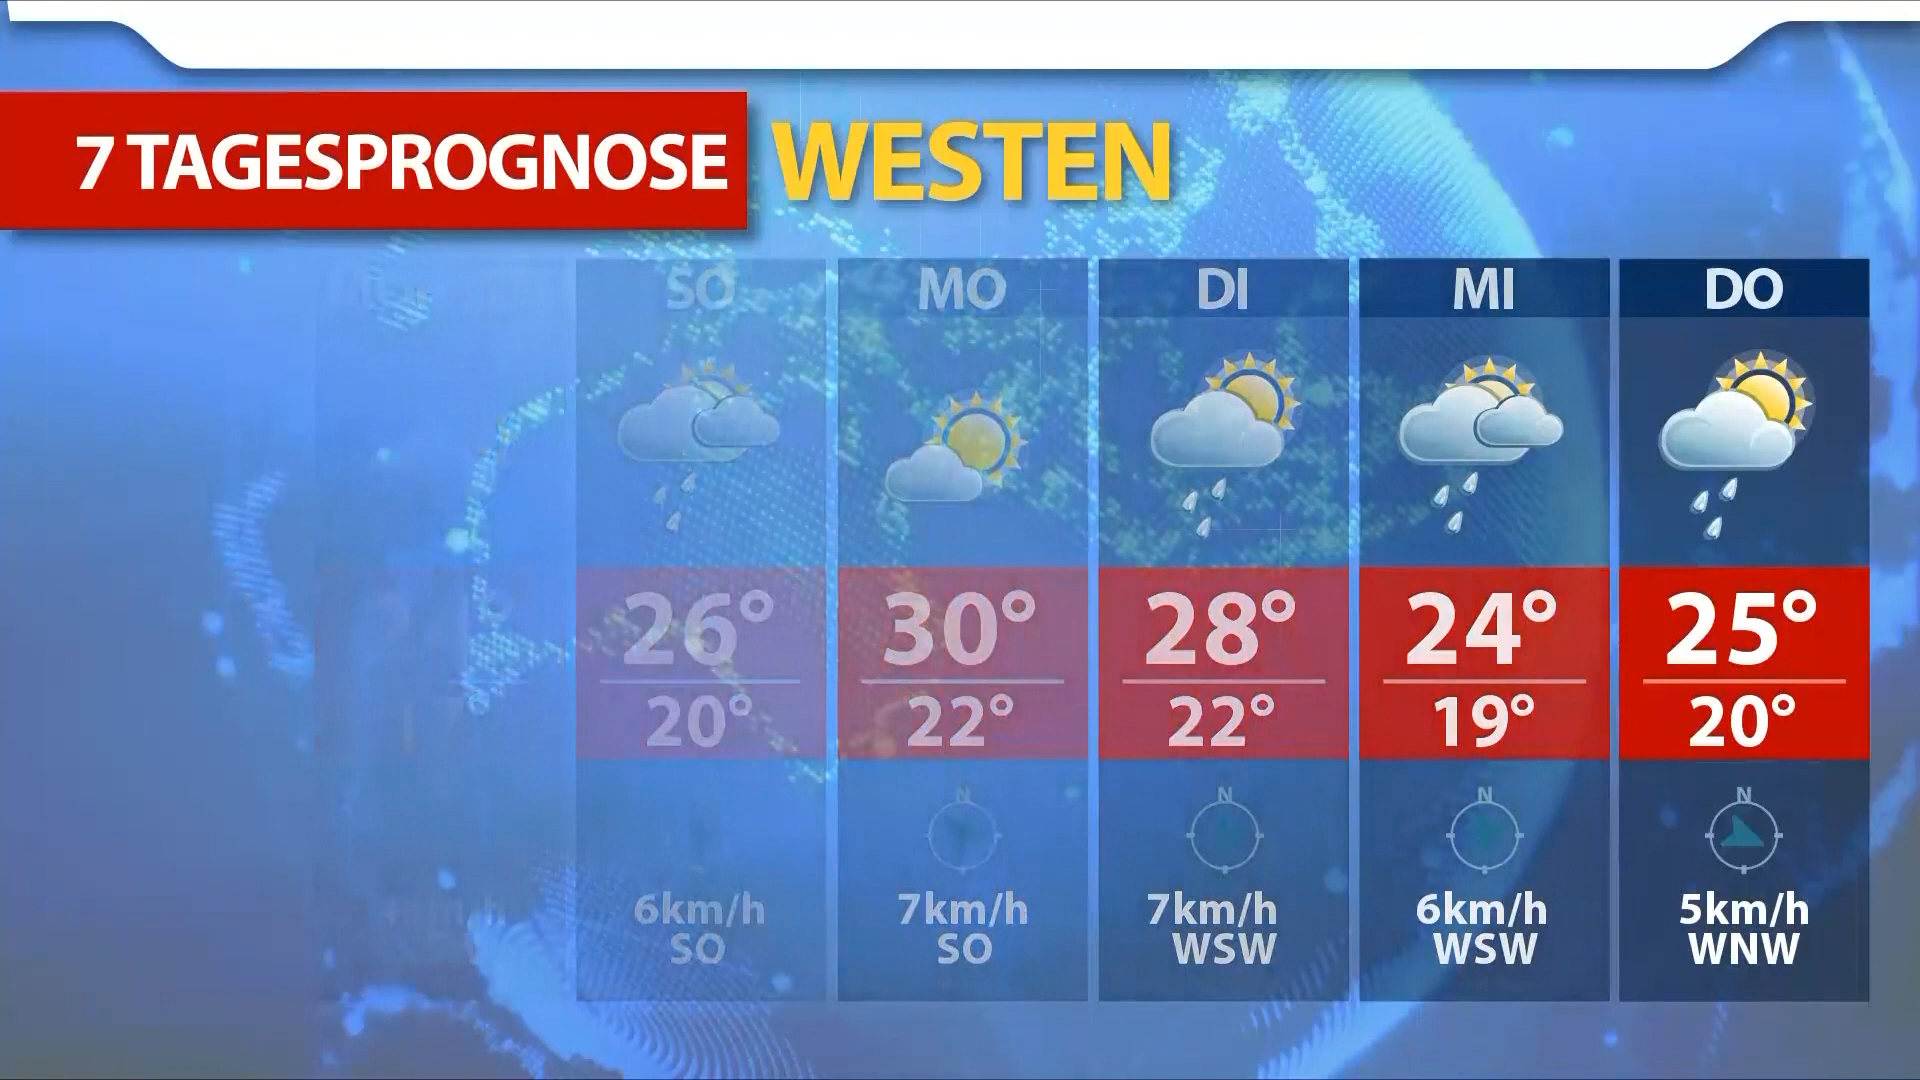 7 TAGESPROGNOSE WESTEN
SO MO DI MI DO
26° 30° 28° 24° 25°
20° 22° 22° 19° 20°
N N N N
6km/h 7km/h 7km/h 6km/h 5km/h
SO SO WSW WSW WNW